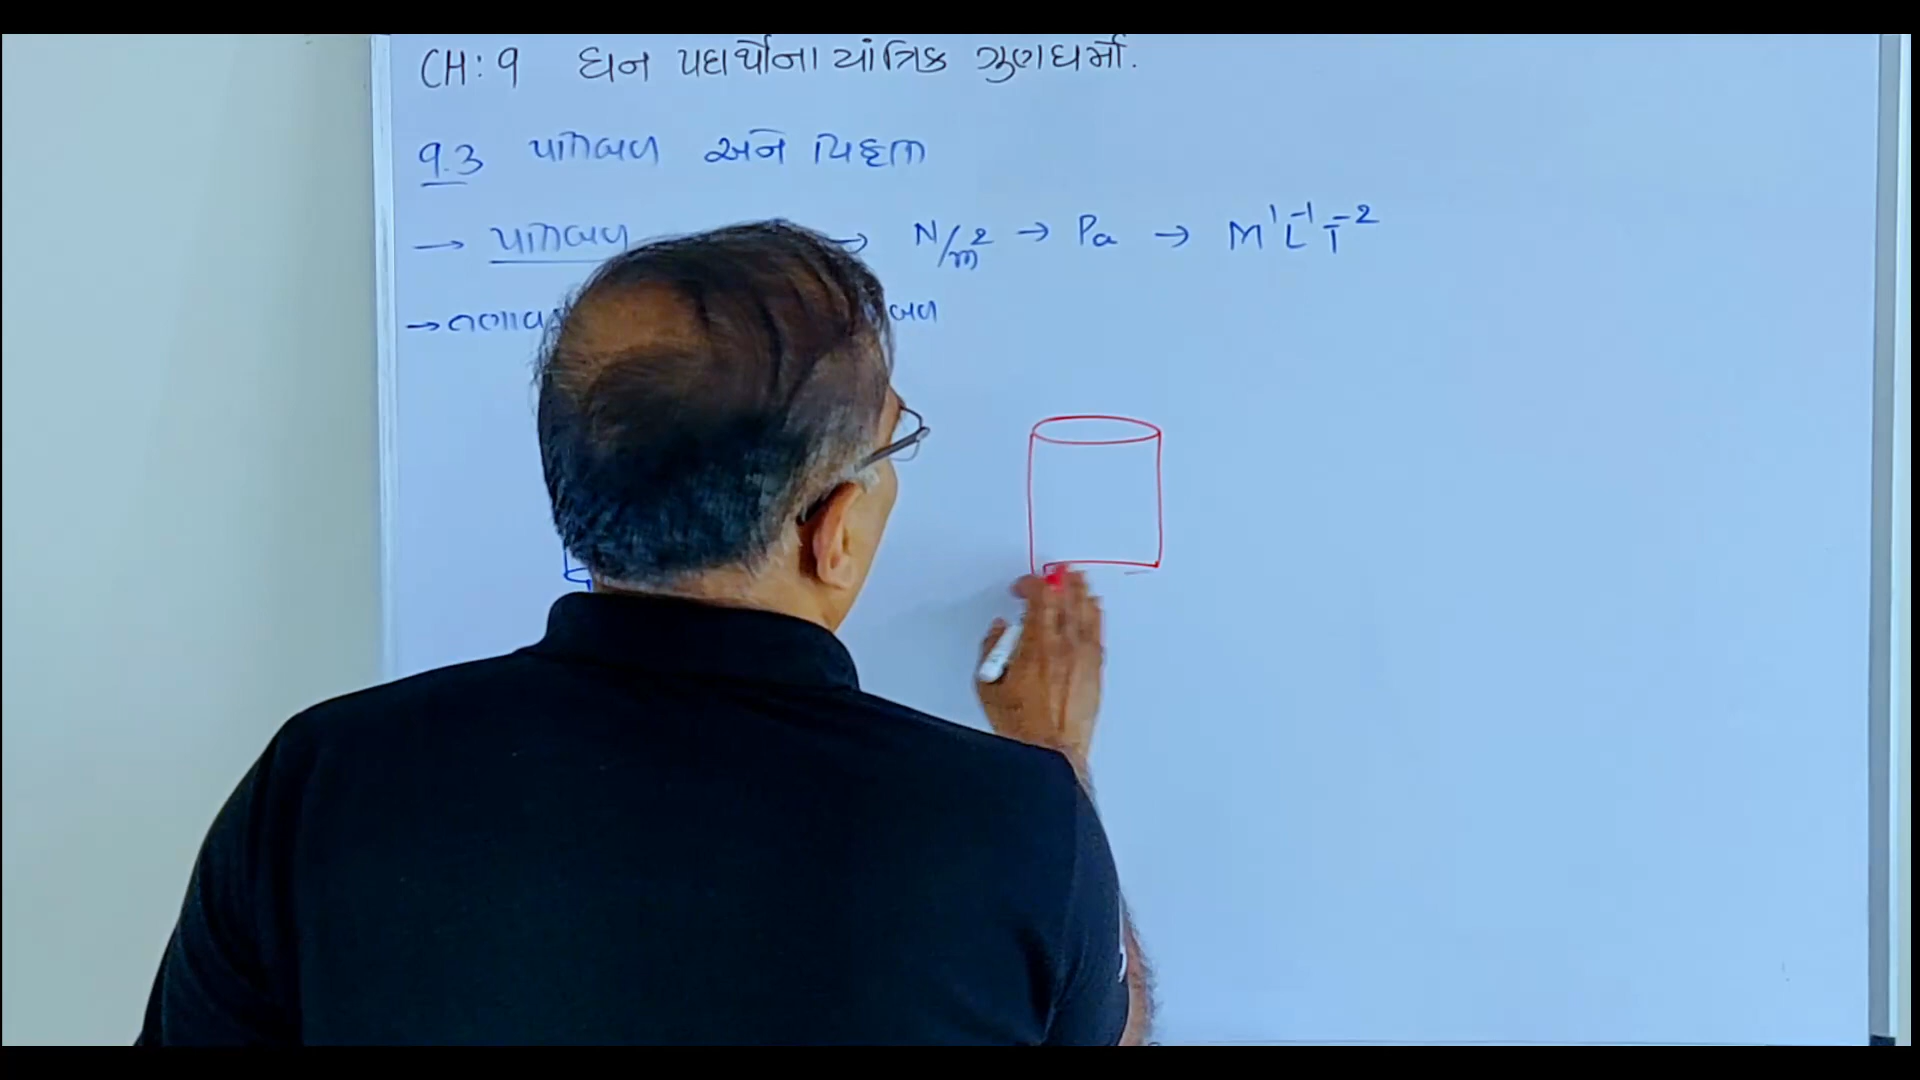 CH: 9 ઘન પદાર્થોના યાંત્રિક ગુણધર્મો.
9.3 પ્રતિબળ અને વિકૃતિ
→ પ્રતિબળ → N/m² → Pa → M¹L⁻¹T⁻²
→ તણાવ બળ